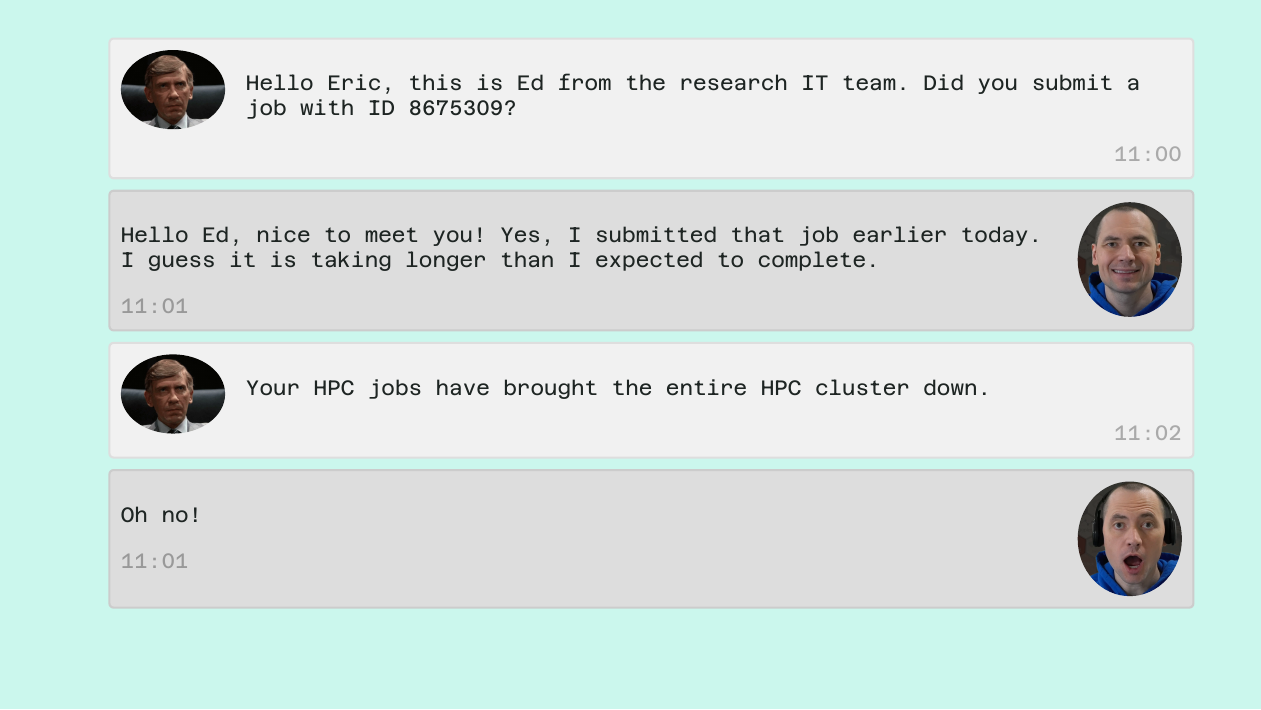 Hello Eric, this is Ed from the research IT team. Did you submit a
job with ID 8675309?
11:00
Hello Ed, nice to meet you! Yes, I submitted that job earlier today.
I guess it is taking longer than I expected to complete.
11:01
Your HPC jobs have brought the entire HPC cluster down.
11:02
Oh no!
11:01